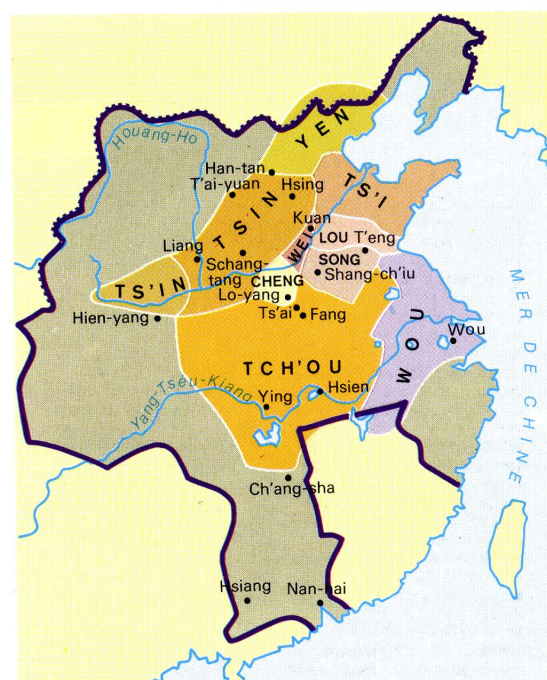 Houang-Ho
YEN
Han-tan
T'ai-yuan
Hsing
TS'I
TSIN
Kuan
WEI
LOU T'eng
Liang
SONG
Schang-
tang
CHENG
Shang-ch'iu
TS'IN
Lo-yang
Hien-yang
Ts'ai
Fang
WOU
Wou
TCH'OU
Hsien
Yang-Tseu-Kiang
Ying
MER DE CHINE
Ch'ang-sha
Hsiang
Nan-hai